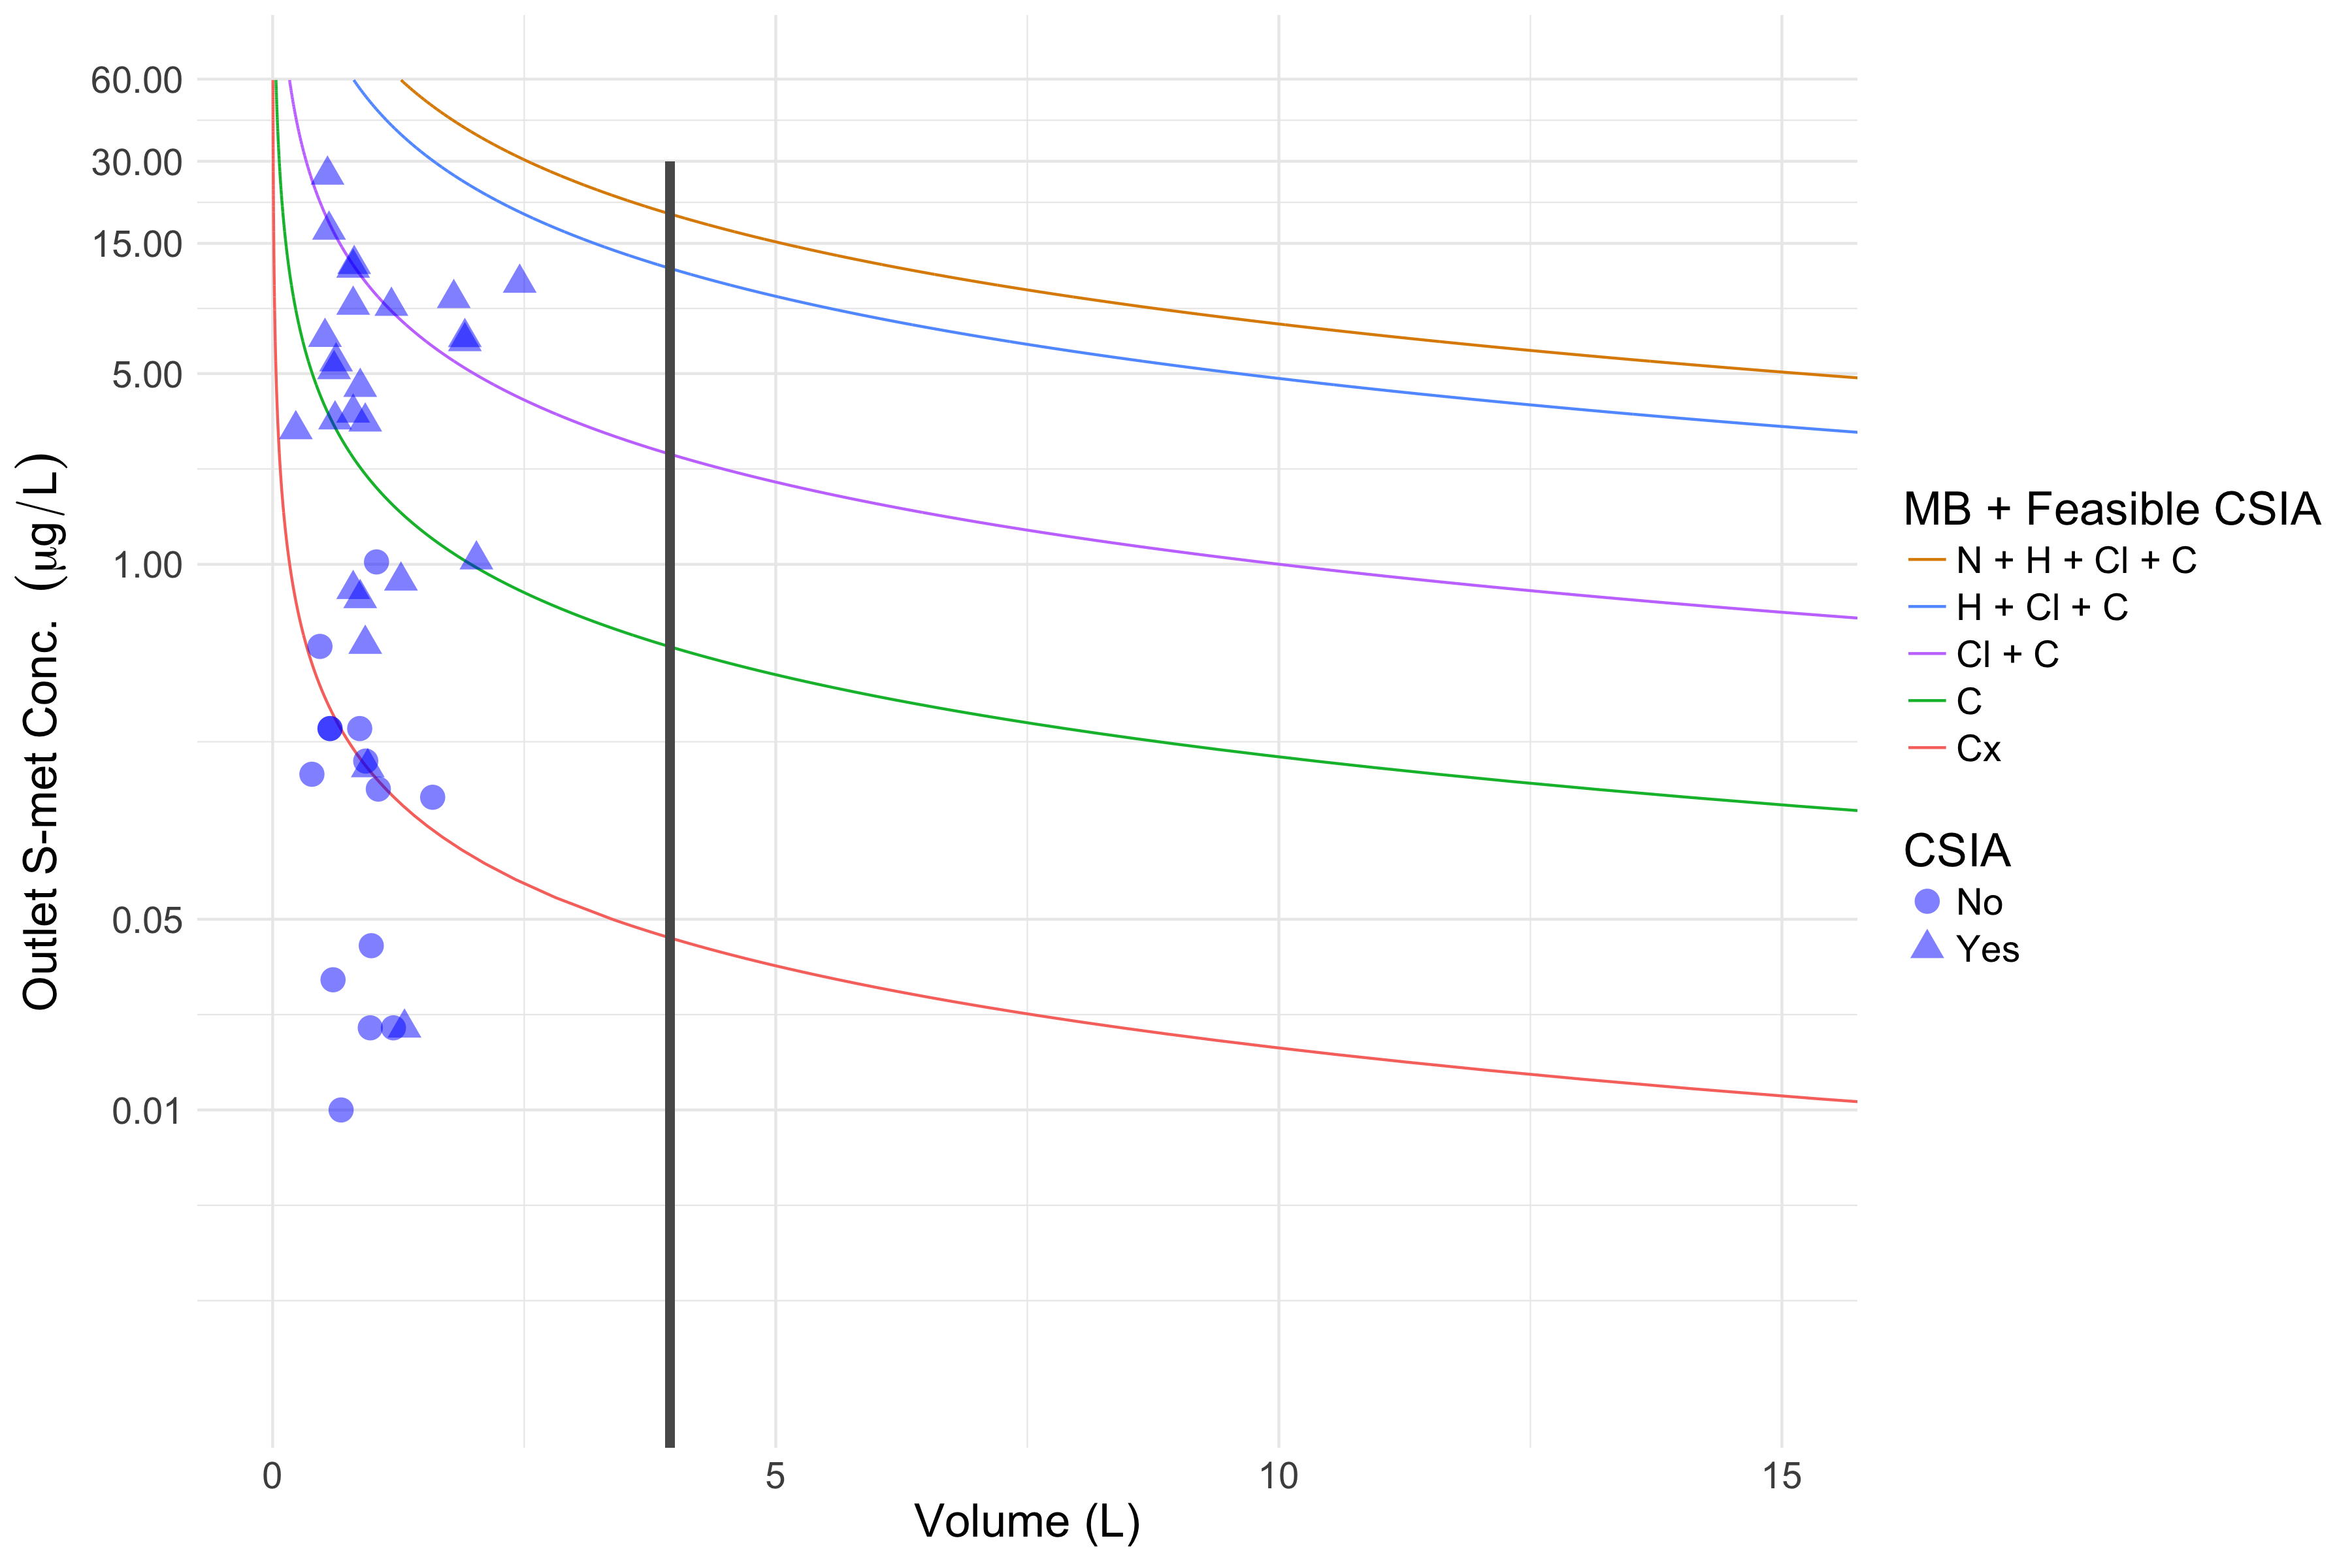 60.00
30.00
15.00
5.00
1.00
0.05
0.01
Outlet S-met Conc. (μg/L)
0 5 10 15
Volume (L)
MB + Feasible CSIA
N + H + Cl + C
H + Cl + C
Cl + C
C
Cx
CSIA
No
Yes